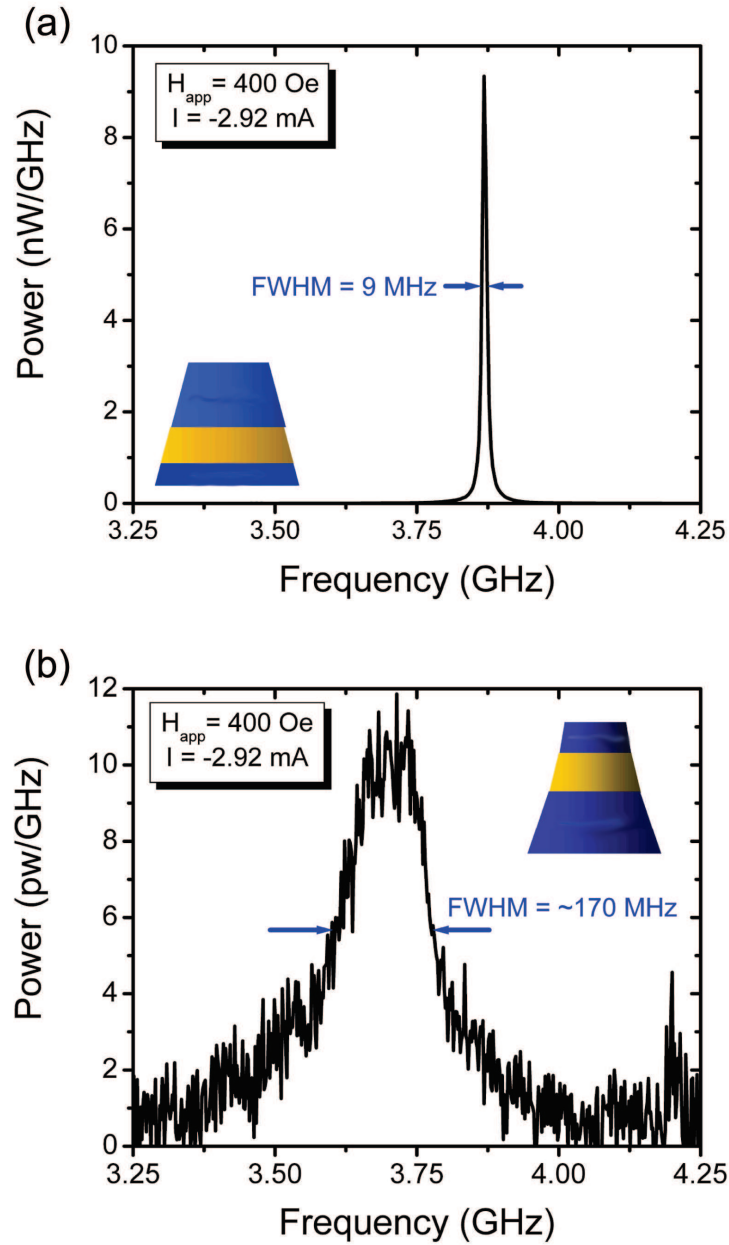 (a)
10
8
6
4
2
0
Power (nW/GHz)
H_app = 400 Oe
I = -2.92 mA
FWHM = 9 MHz
3.25 3.50 3.75 4.00 4.25
Frequency (GHz)
(b)
12
10
8
6
4
2
0
Power (pw/GHz)
H_app = 400 Oe
I = -2.92 mA
FWHM = ~170 MHz
3.25 3.50 3.75 4.00 4.25
Frequency (GHz)